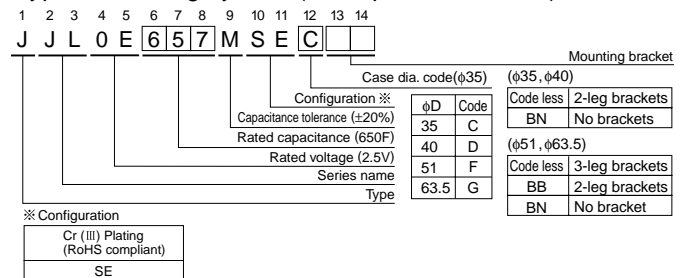 1 2 3 4 5 6 7 8 9 10 11 12 13 14
J J L 0 E 6 5 7 M S E C
Mounting bracket
Case dia. code(φ35)
Configuration ※
Capacitance tolerance (±20%)
Rated capacitance (650F)
Rated voltage (2.5V)
Series name
Type
φD Code
35 C
40 D
51 F
63.5 G
(φ35,φ40)
Code less 2-leg brackets
BN No brackets
(φ51,φ63.5)
Code less 3-leg brackets
BB 2-leg brackets
BN No bracket
※Configuration
Cr (Ⅲ) Plating
(RoHS compliant)
SE